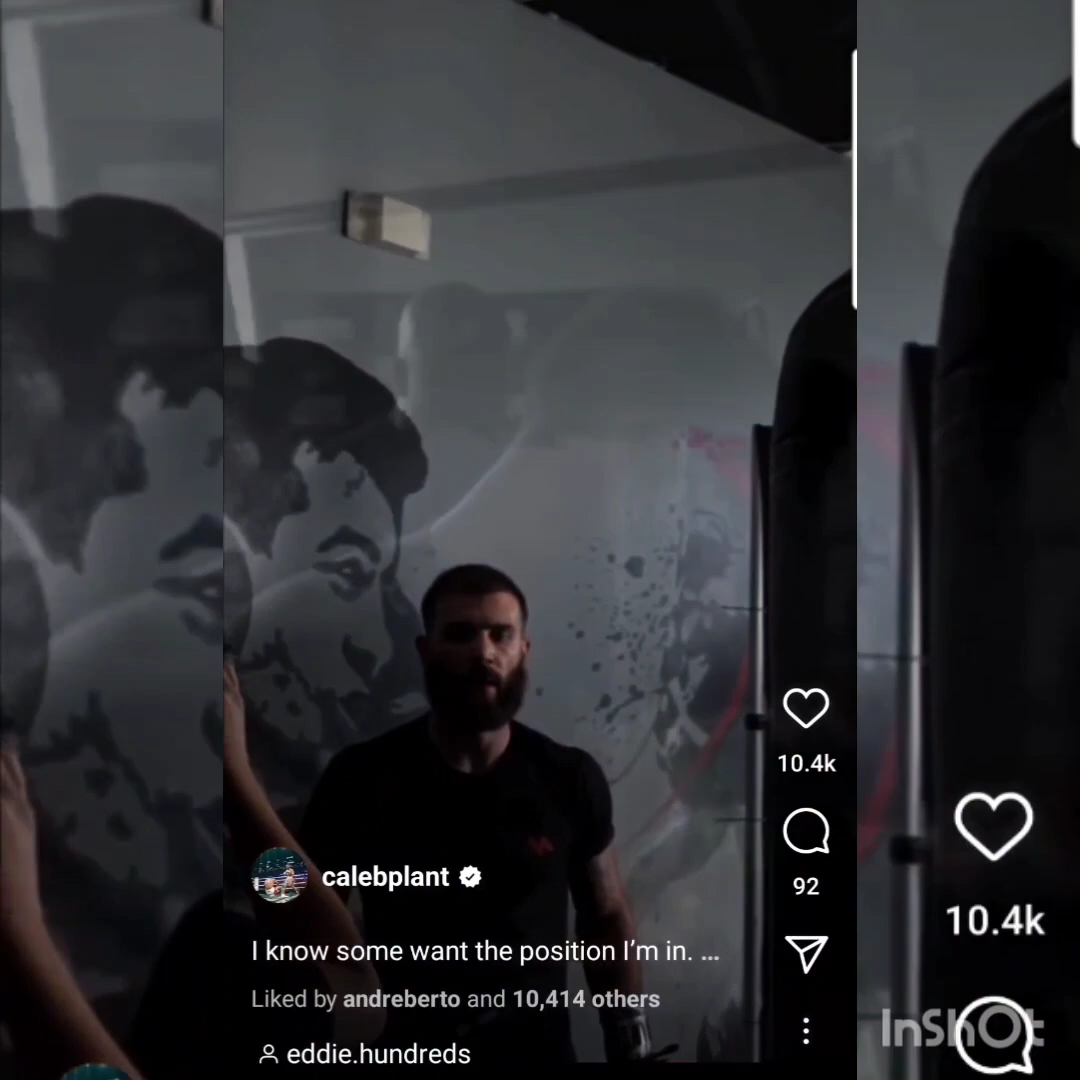 10.4k
92
calebplant
I know some want the position I’m in. ...
Liked by andreberto and 10,414 others
eddie.hundreds
10.4k
InShOt